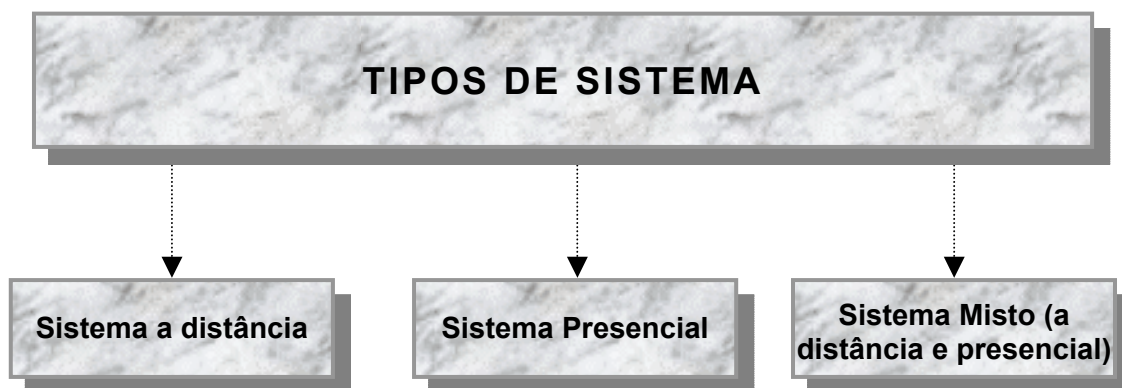 TIPOS DE SISTEMA
Sistema a distância
Sistema Presencial
Sistema Misto (a
distância e presencial)